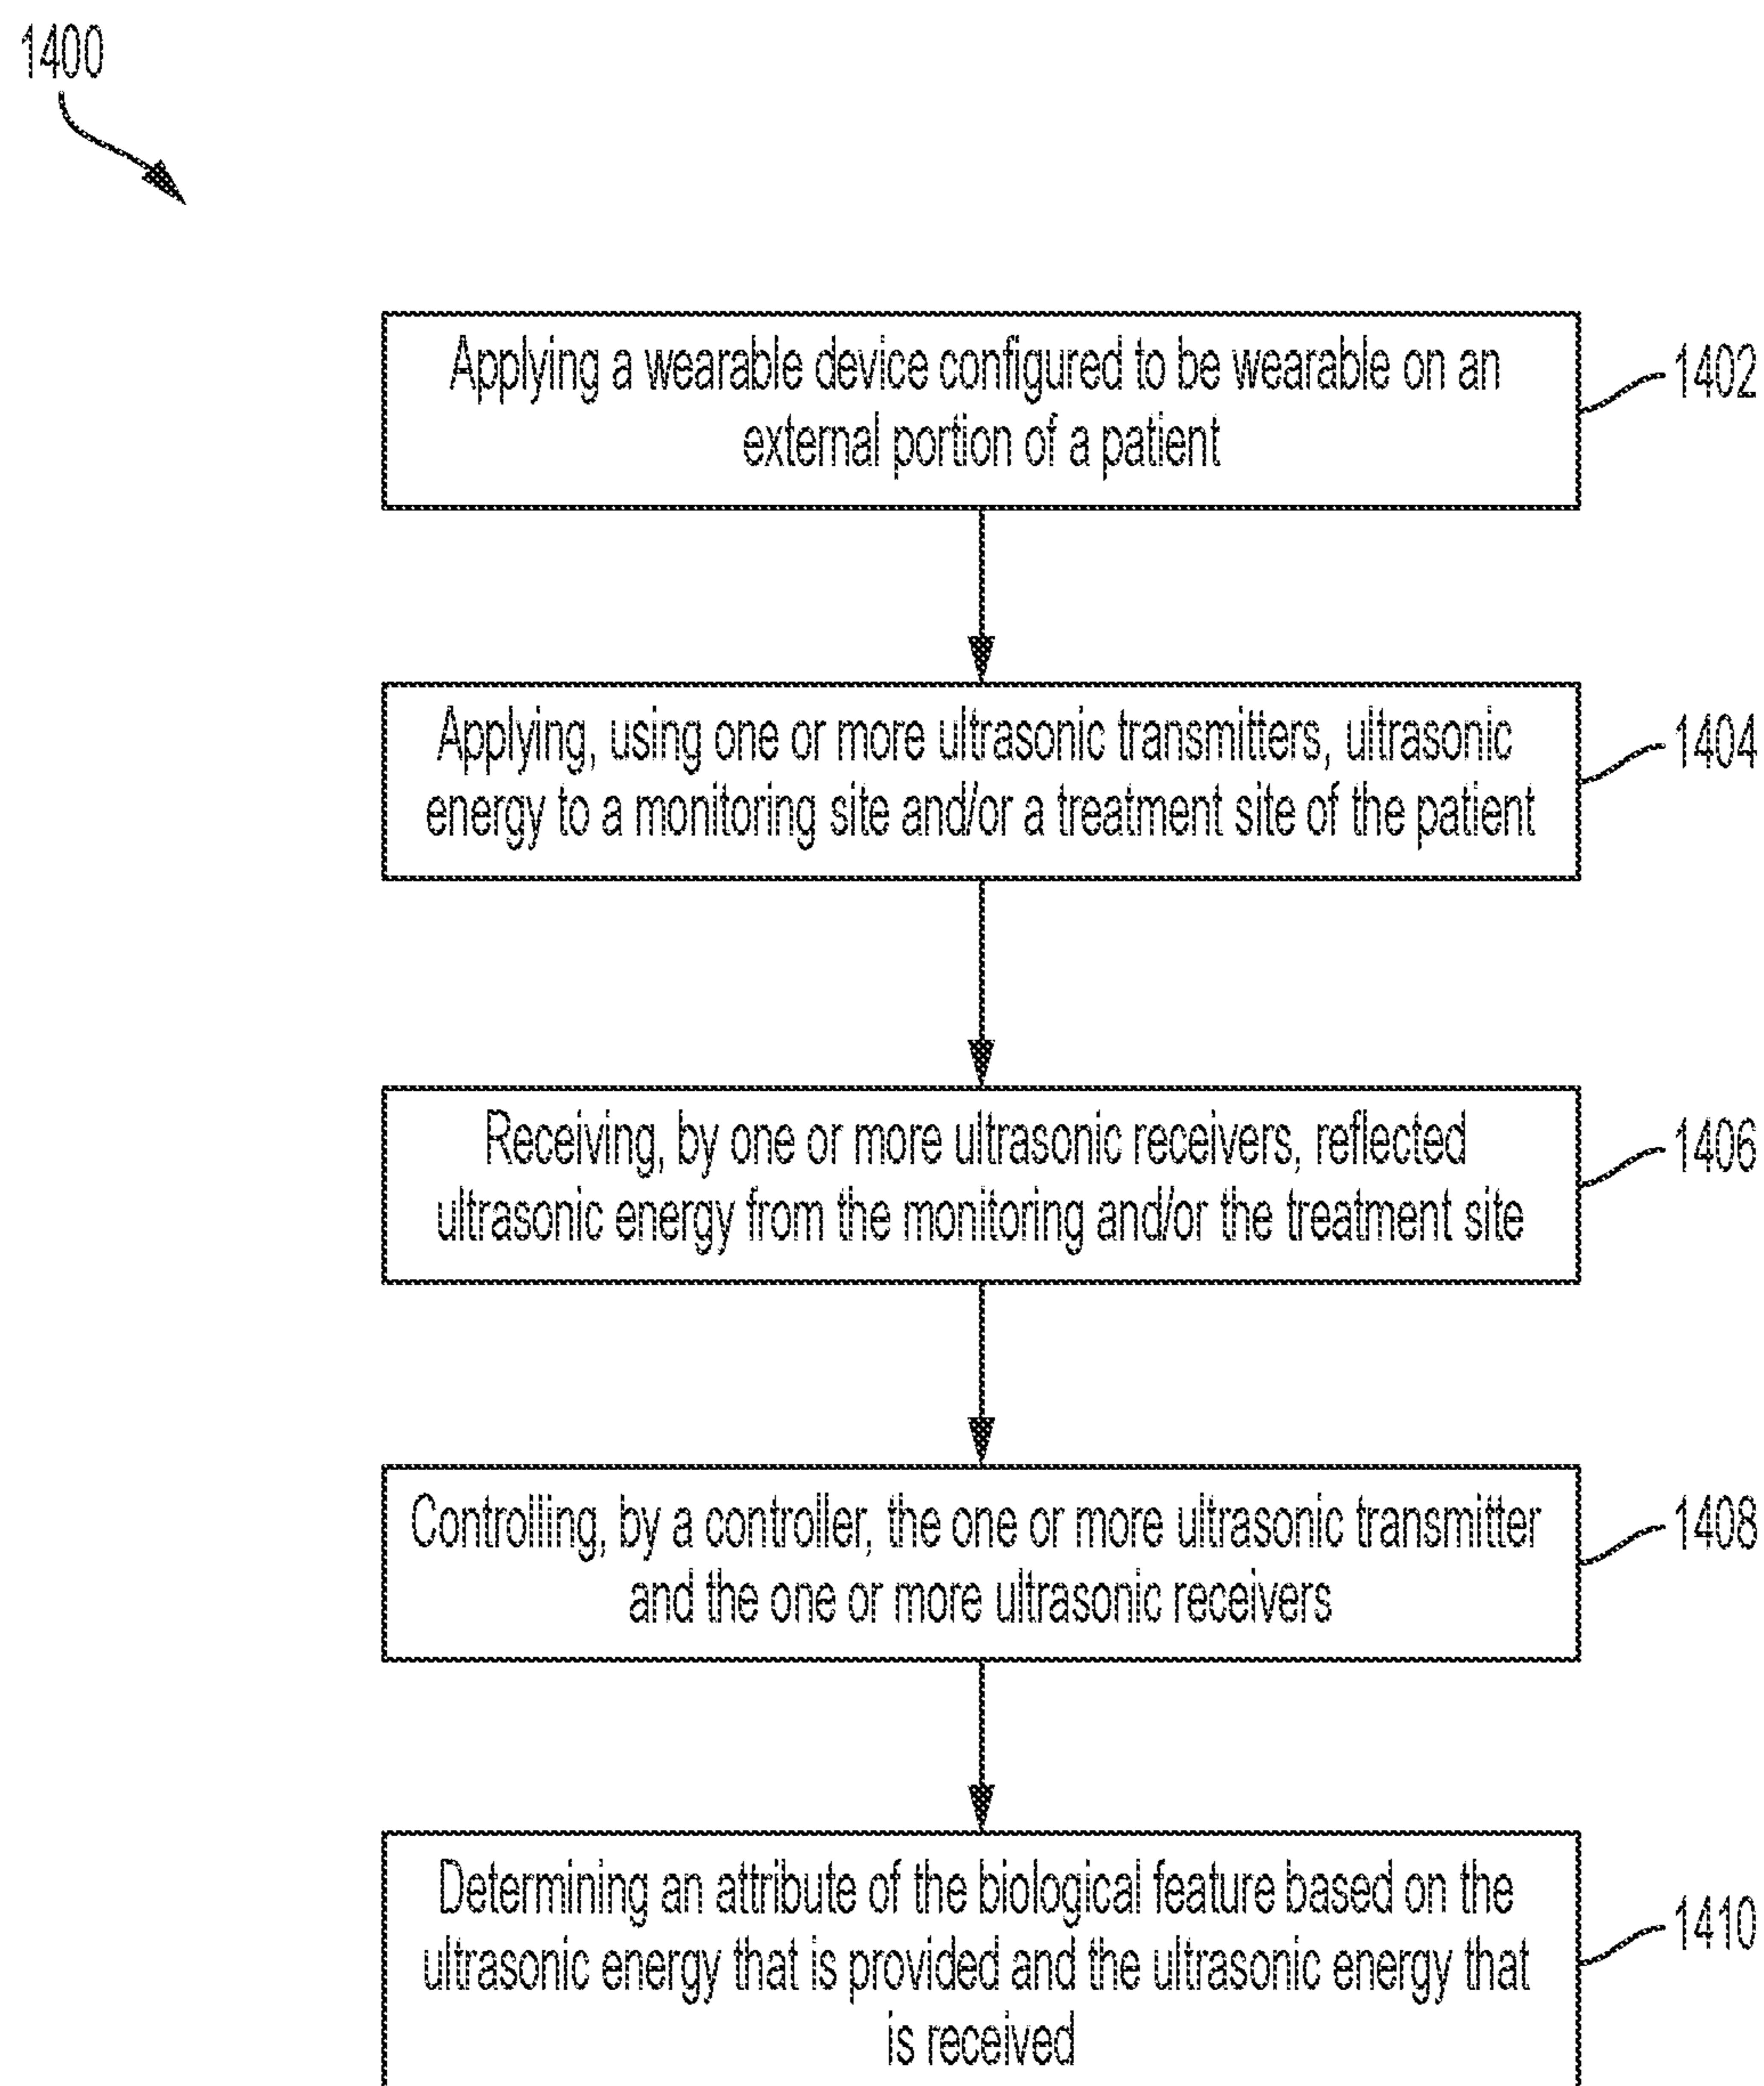 1400
Applying a wearable device configured to be wearable on an
external portion of a patient
1402
Applying, using one or more ultrasonic transmitters, ultrasonic
energy to a monitoring site and/or a treatment site of the patient
1404
Receiving, by one or more ultrasonic receivers, reflected
ultrasonic energy from the monitoring and/or the treatment site
1406
Controlling, by a controller, the one or more ultrasonic transmitter
and the one or more ultrasonic receivers
1408
Determining an attribute of the biological feature based on the
ultrasonic energy that is provided and the ultrasonic energy that
is received
1410